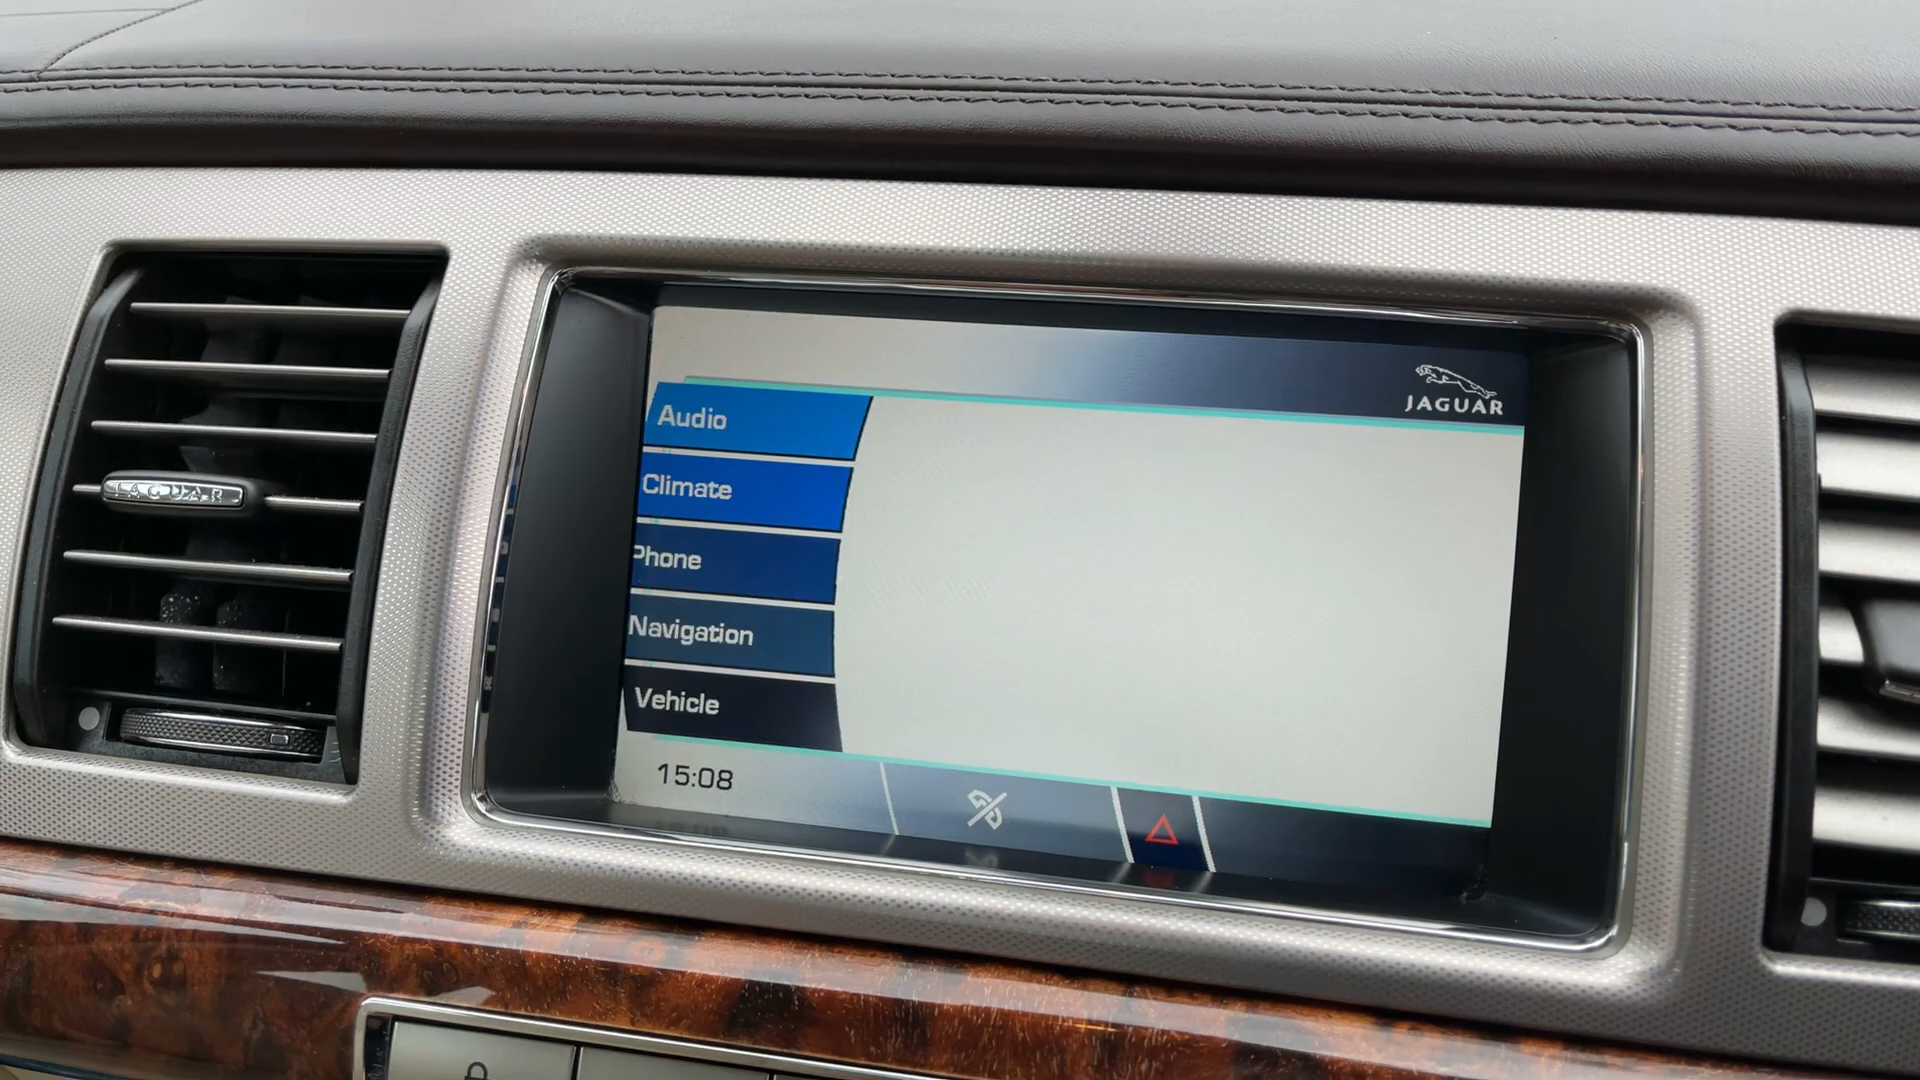 JAGUAR
Audio
Climate
JAGUAR
Phone
Navigation
Vehicle
15:08